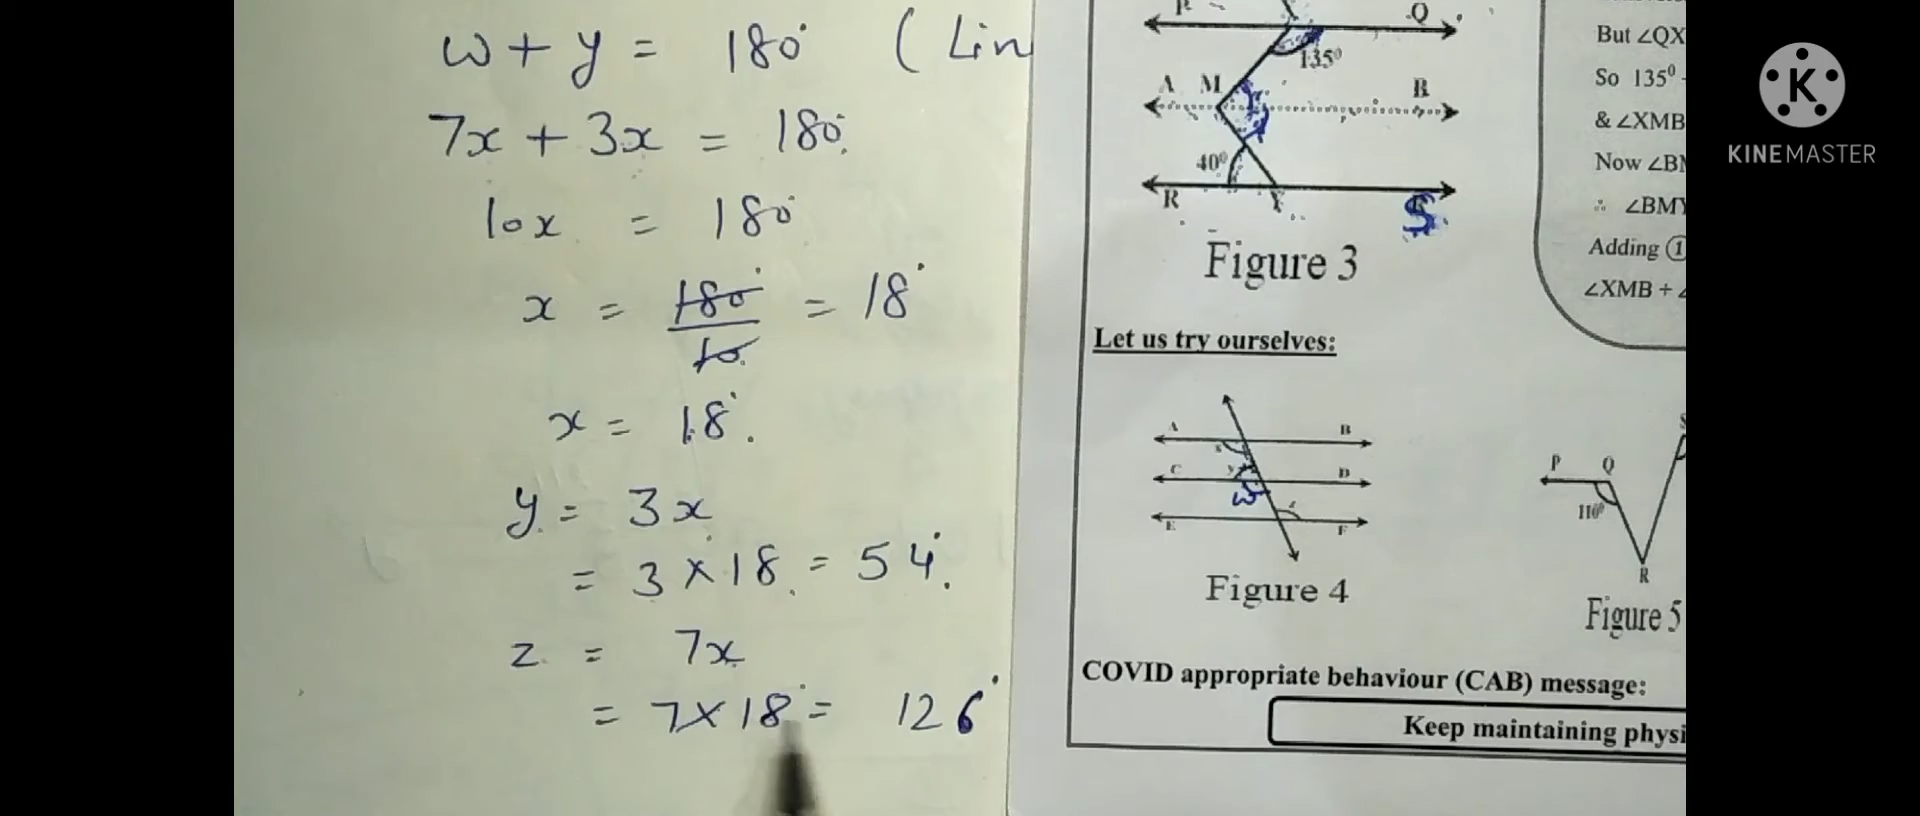 w + y = 180° ( Lin
7x + 3x = 180°.
10x = 180°
x = 180° / 10 = 18°
x = 18°.
y = 3x
= 3 × 18 = 54°.
z = 7x
= 7 × 18° = 126°
P X Q
135°
A M B
40°
R Y S
Figure 3
But ∠QX
So 135° -
& ∠XMB
Now ∠BM
∴ ∠BMY
Adding ①
∠XMB + ∠
Let us try ourselves:
A B
x
C y D
w
z
E F
Figure 4
P Q S
110°
R
Figure 5
COVID appropriate behaviour (CAB) message:
Keep maintaining physi
KINEMASTER